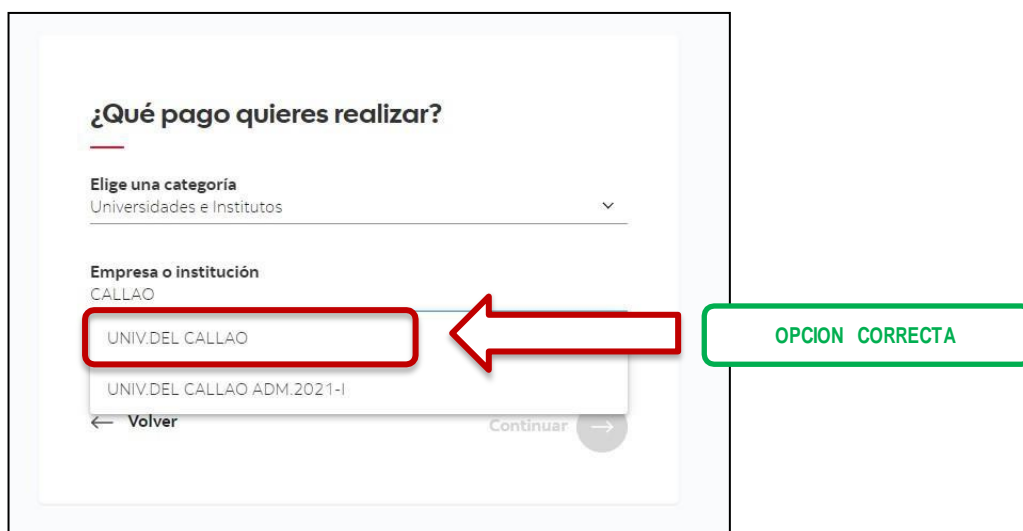 ¿Qué pago quieres realizar?
Elige una categoría
Universidades e Institutos
Empresa o institución
CALLAO
UNIV.DEL CALLAO
OPCION CORRECTA
UNIV.DEL CALLAO ADM.2021-I
Volver
Continuar